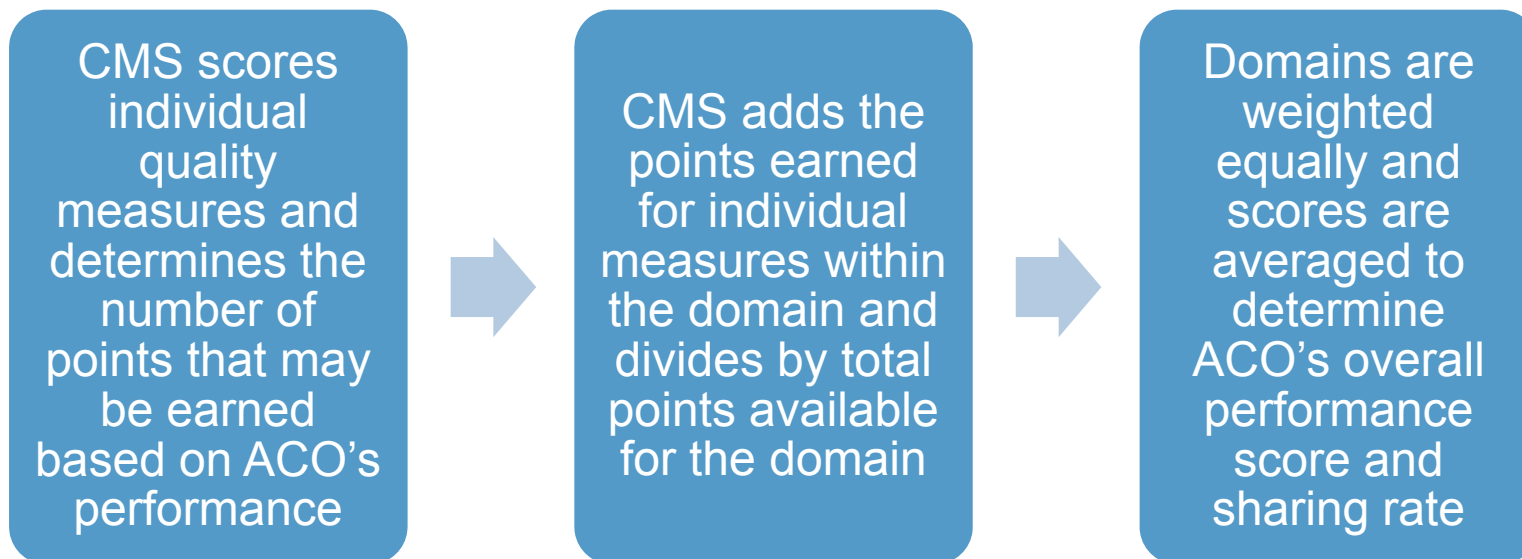 CMS scores
individual
quality
measures and
determines the
number of
points that may
be earned
based on ACO’s
performance
CMS adds the
points earned
for individual
measures within
the domain and
divides by total
points available
for the domain
Domains are
weighted
equally and
scores are
averaged to
determine
ACO’s overall
performance
score and
sharing rate